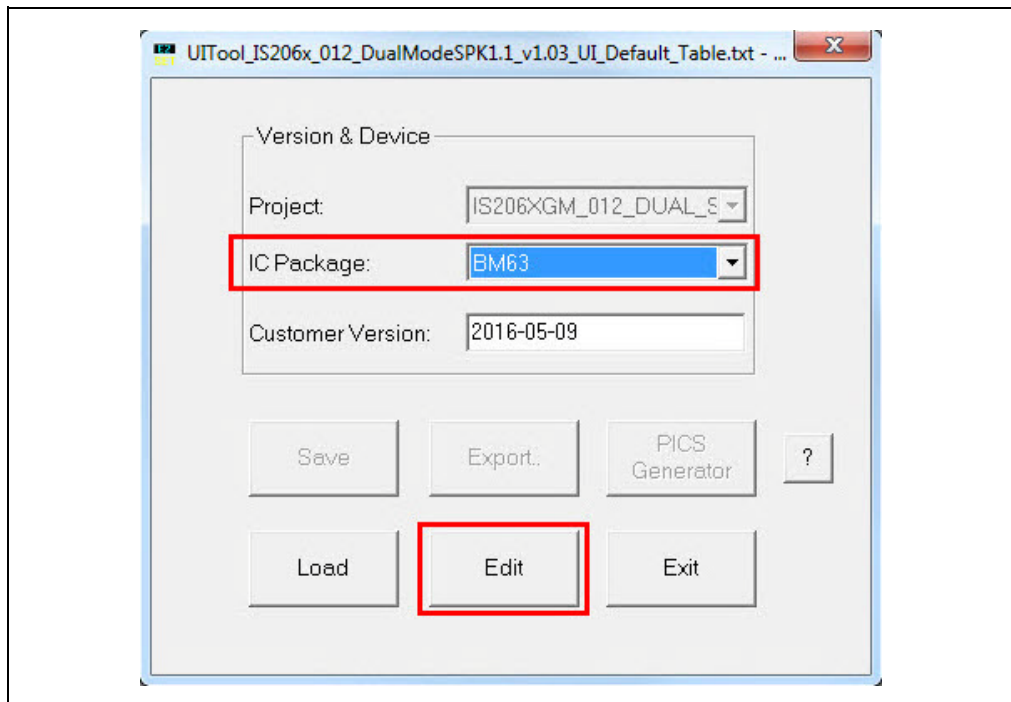 UITool_IS206x_012_DualModeSPK1.1_v1.03_UI_Default_Table.txt - ...
Version & Device
Project: IS206XGM_012_DUAL_S
IC Package: BM63
Customer Version: 2016-05-09
Save Export.. PICS
Generator ?
Load Edit Exit